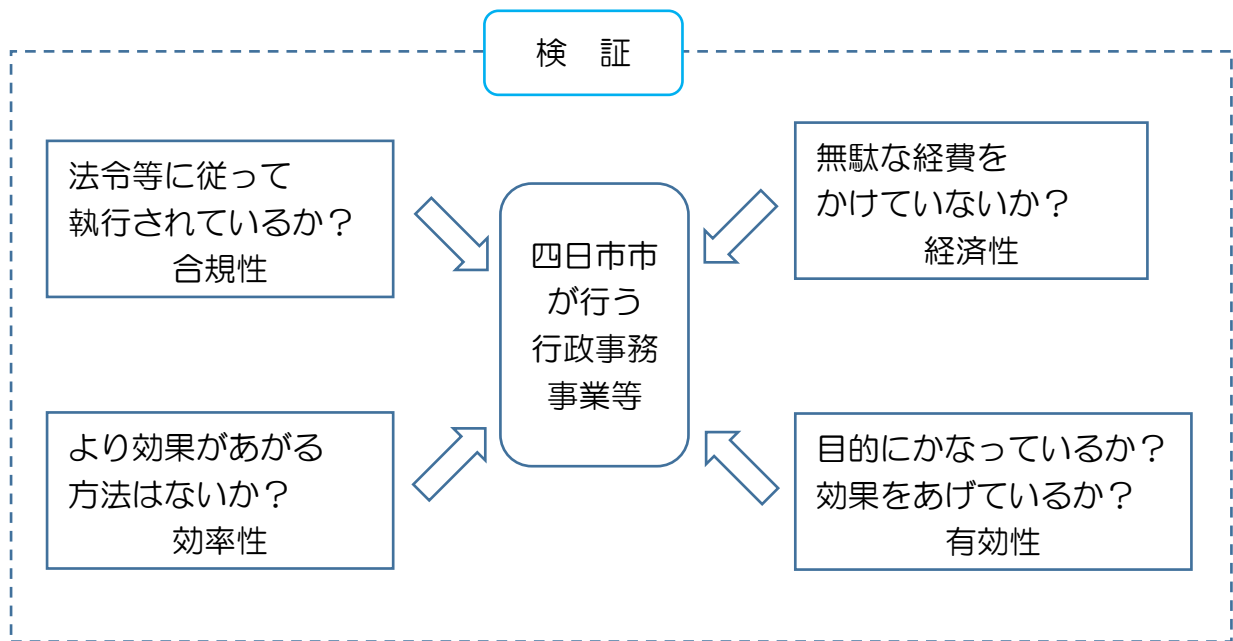 検　証
法令等に従って
執行されているか？
合規性
無駄な経費を
かけていないか？
経済性
四日市市
が行う
行政事務
事業等
より効果があがる
方法はないか？
効率性
目的にかなっているか？
効果をあげているか？
有効性